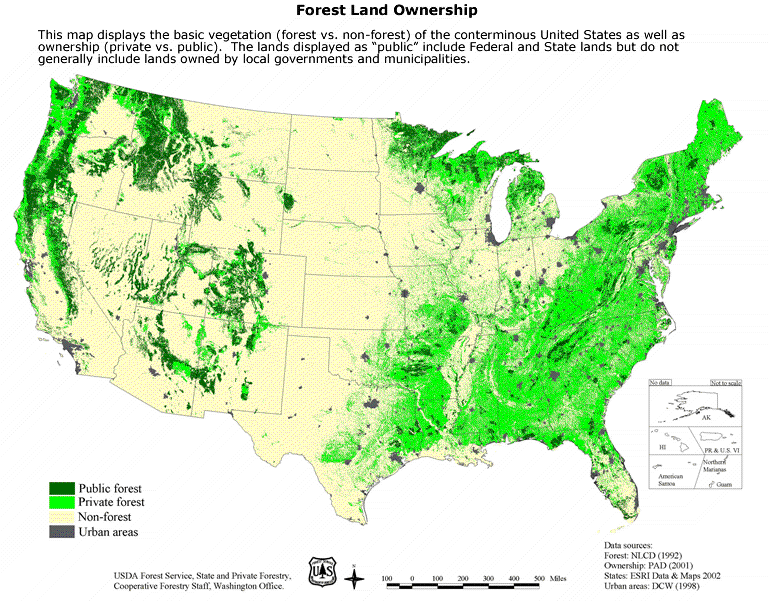 Forest Land Ownership
This map displays the basic vegetation (forest vs. non-forest) of the conterminous United States as well as
ownership (private vs. public).  The lands displayed as “public” include Federal and State lands but do not
generally include lands owned by local governments and municipalities.
No data
Not to scale
AK
HI
PR & U.S. VI
American
Samoa
Northern
Marianas
Guam
Public forest
Private forest
Non-forest
Urban areas
USDA Forest Service, State and Private Forestry,
Cooperative Forestry Staff, Washington Office.
FOREST SERVICE
U S
DEPARTMENT OF AGRICULTURE
100 0 100 200 300 400 500 Miles
Data sources:
Forest: NLCD (1992)
Ownership: PAD (2001)
States: ESRI Data & Maps 2002
Urban areas: DCW (1998)